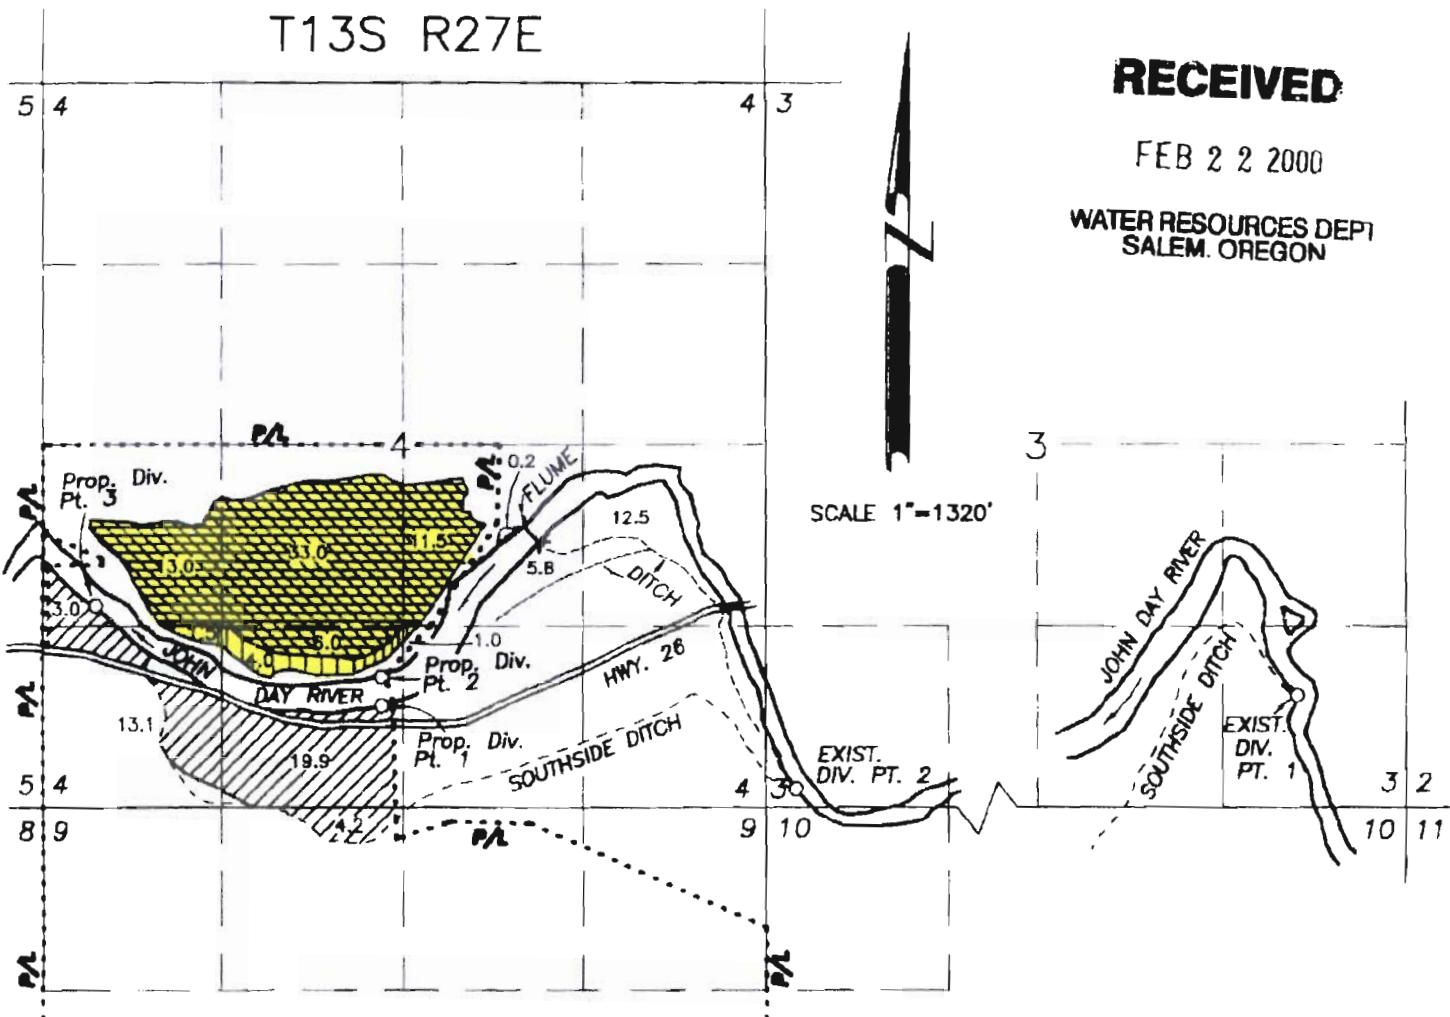 T13S R27E
RECEIVED
FEB 2 2 2000
WATER RESOURCES DEPT
SALEM. OREGON
5 4
4 3
N
SCALE 1"=1320'
P/L
4
3
Prop. Div.
Pt. 3
P/L
P/L
0.2
FLUME
12.5
33.0
11.5
3.0
5.8
DITCH
3.0
6.0
4.0
1.0
JOHN
DAY RIVER
Prop. Div.
Pt. 2
HWY. 26
P/L
13.1
19.9
Prop. Div.
Pt. 1
SOUTHSIDE DITCH
EXIST.
DIV. PT. 2
JOHN DAY RIVER
SOUTHSIDE DITCH
EXIST.
DIV.
PT. 1
5 4
4 3
3 2
8 9
4.2
P/L
9 10
10 11
P/L
P/L